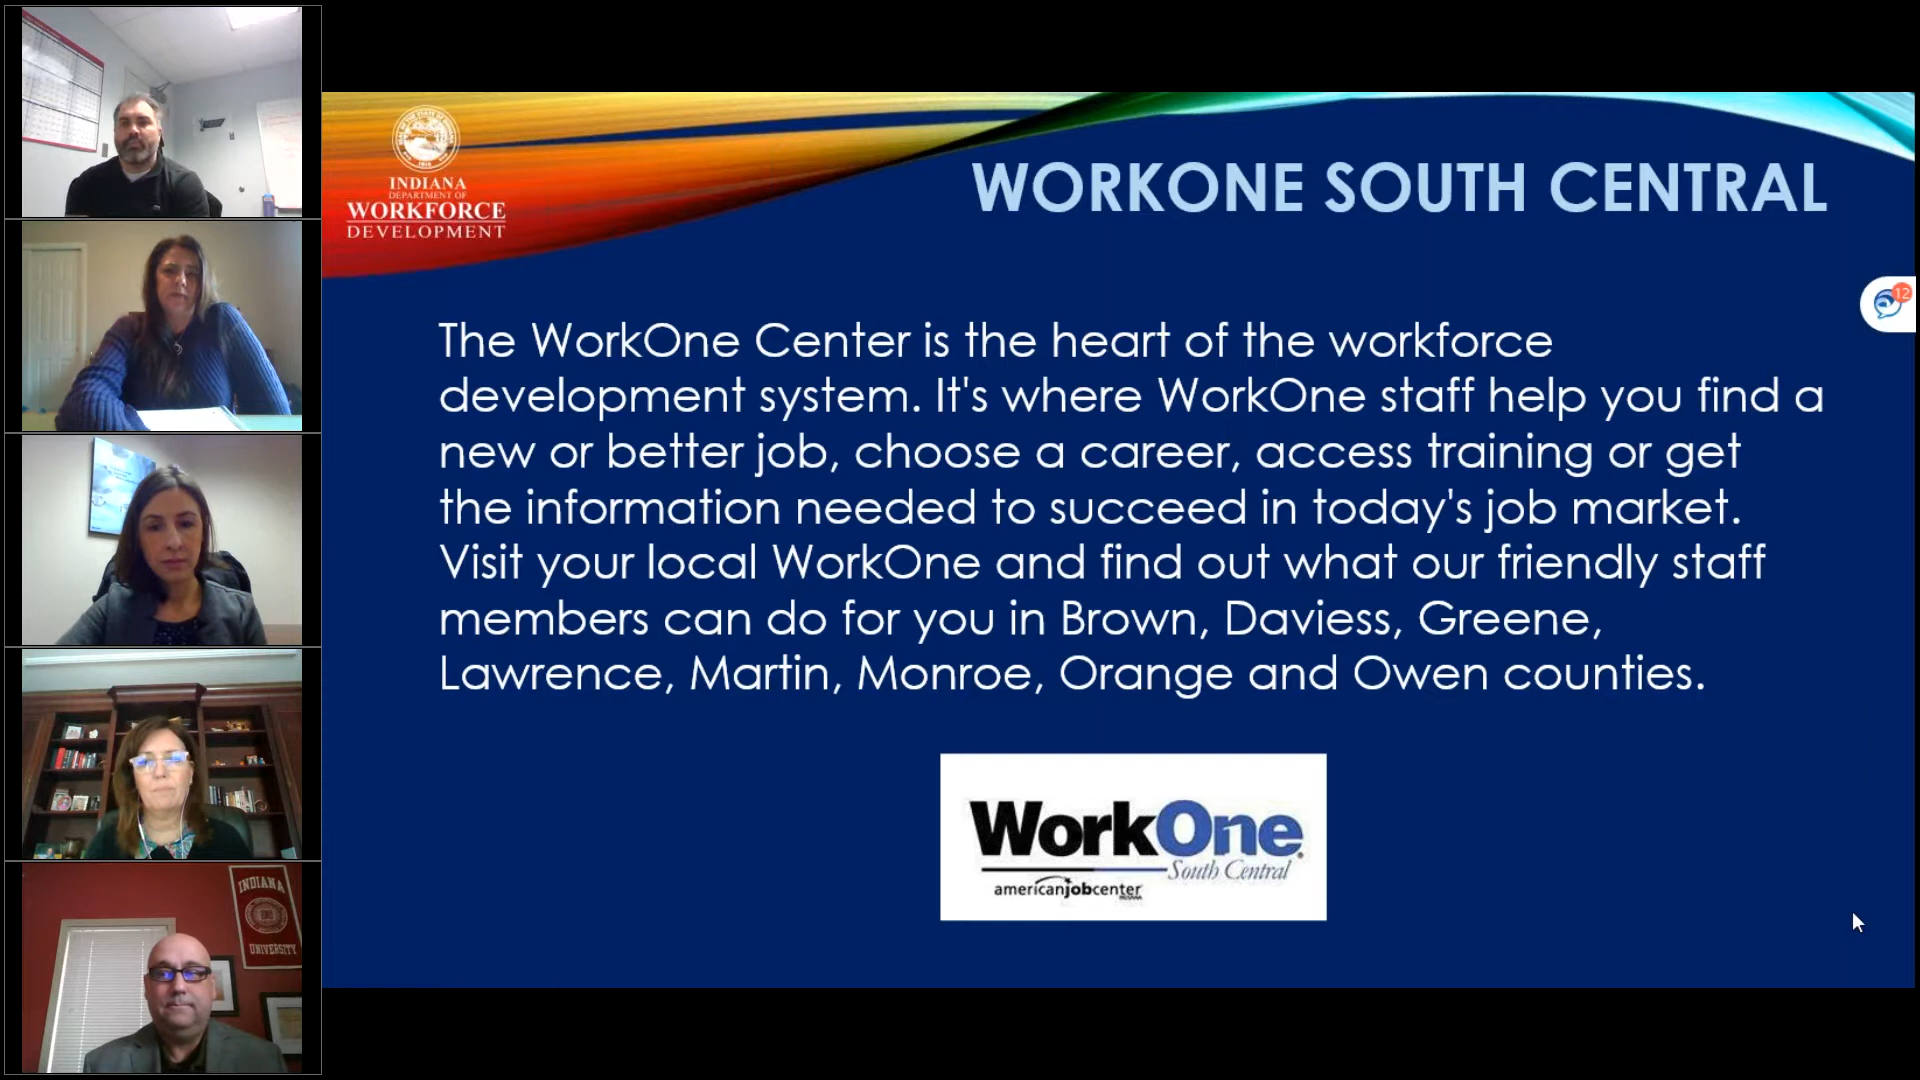 INDIANA
DEPARTMENT OF
WORKFORCE
DEVELOPMENT
WORKONE SOUTH CENTRAL
12
The WorkOne Center is the heart of the workforce
development system. It's where WorkOne staff help you find a
new or better job, choose a career, access training or get
the information needed to succeed in today's job market.
Visit your local WorkOne and find out what our friendly staff
members can do for you in Brown, Daviess, Greene,
Lawrence, Martin, Monroe, Orange and Owen counties.
WorkOne
South Central
americanjobcenter
INDIANA
UNIVERSITY